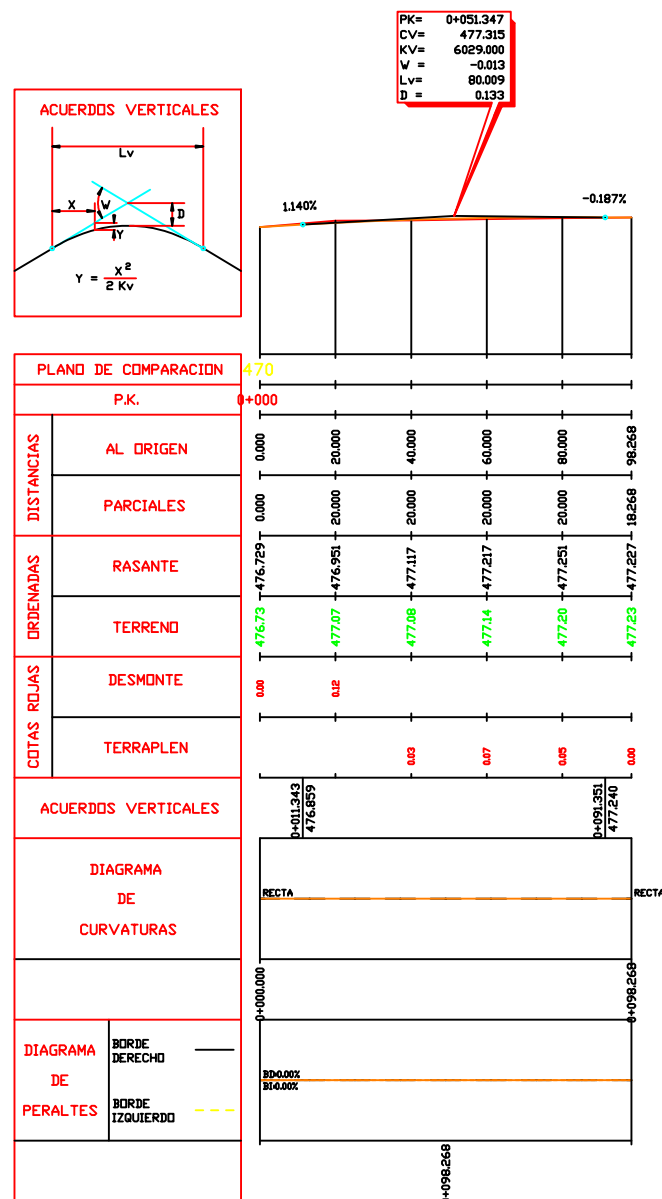 PK= 0+051.347
CV= 477.315
KV= 6029.000
W = -0.013
Lv= 80.009
D = 0.133
ACUERDOS VERTICALES
Lv
X
W
D
Y
Y = X² / 2 Kv
1.140%
-0.187%
PLANO DE COMPARACION 470
P.K. 0+000
DISTANCIAS
AL ORIGEN 0.000 20.000 40.000 60.000 80.000 98.268
PARCIALES 0.000 20.000 20.000 20.000 20.000 18.268
ORDENADAS
RASANTE 476.729 476.951 477.117 477.217 477.251 477.227
TERRENO 476.73 477.07 477.08 477.14 477.20 477.23
COTAS ROJAS
DESMONTE 0.00 0.12
TERRAPLEN 0.03 0.07 0.05 0.00
ACUERDOS VERTICALES
0+011.343
476.859
0+091.351
477.240
DIAGRAMA
DE
CURVATURAS
RECTA
RECTA
0+000.000
0+098.268
DIAGRAMA
DE
PERALTES
BORDE
DERECHO
BORDE
IZQUIERDO
BD:0.00%
BI:0.00%
0+098.268